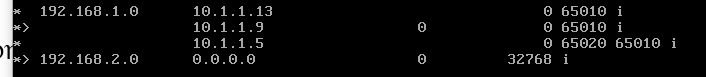 *  192.168.1.0      10.1.1.13                              0 65010 i
*>                  10.1.1.9                 0             0 65010 i
*                   10.1.1.5                               0 65020 65010 i
*> 192.168.2.0      0.0.0.0                  0         32768 i